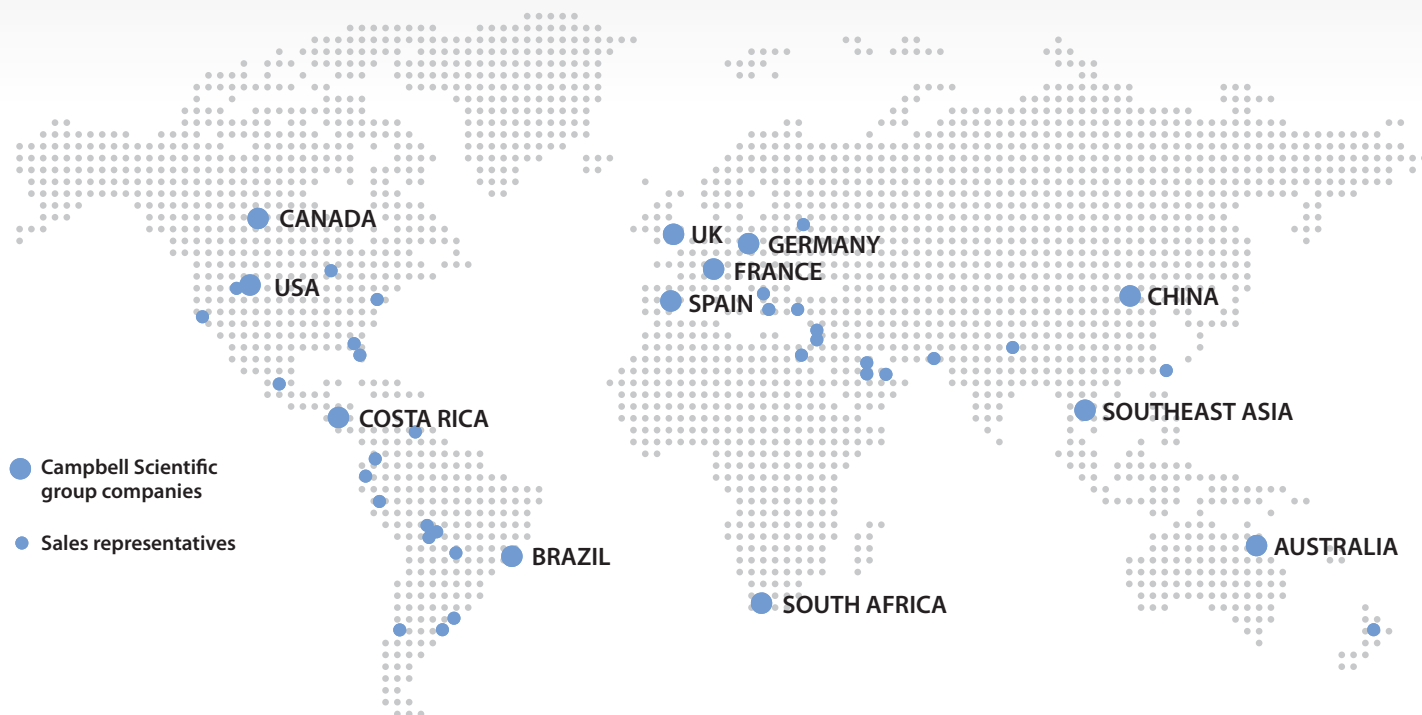 CANADA
UK
GERMANY
FRANCE
USA
SPAIN
CHINA
COSTA RICA
SOUTHEAST ASIA
Campbell Scientific
group companies
Sales representatives
BRAZIL
AUSTRALIA
SOUTH AFRICA